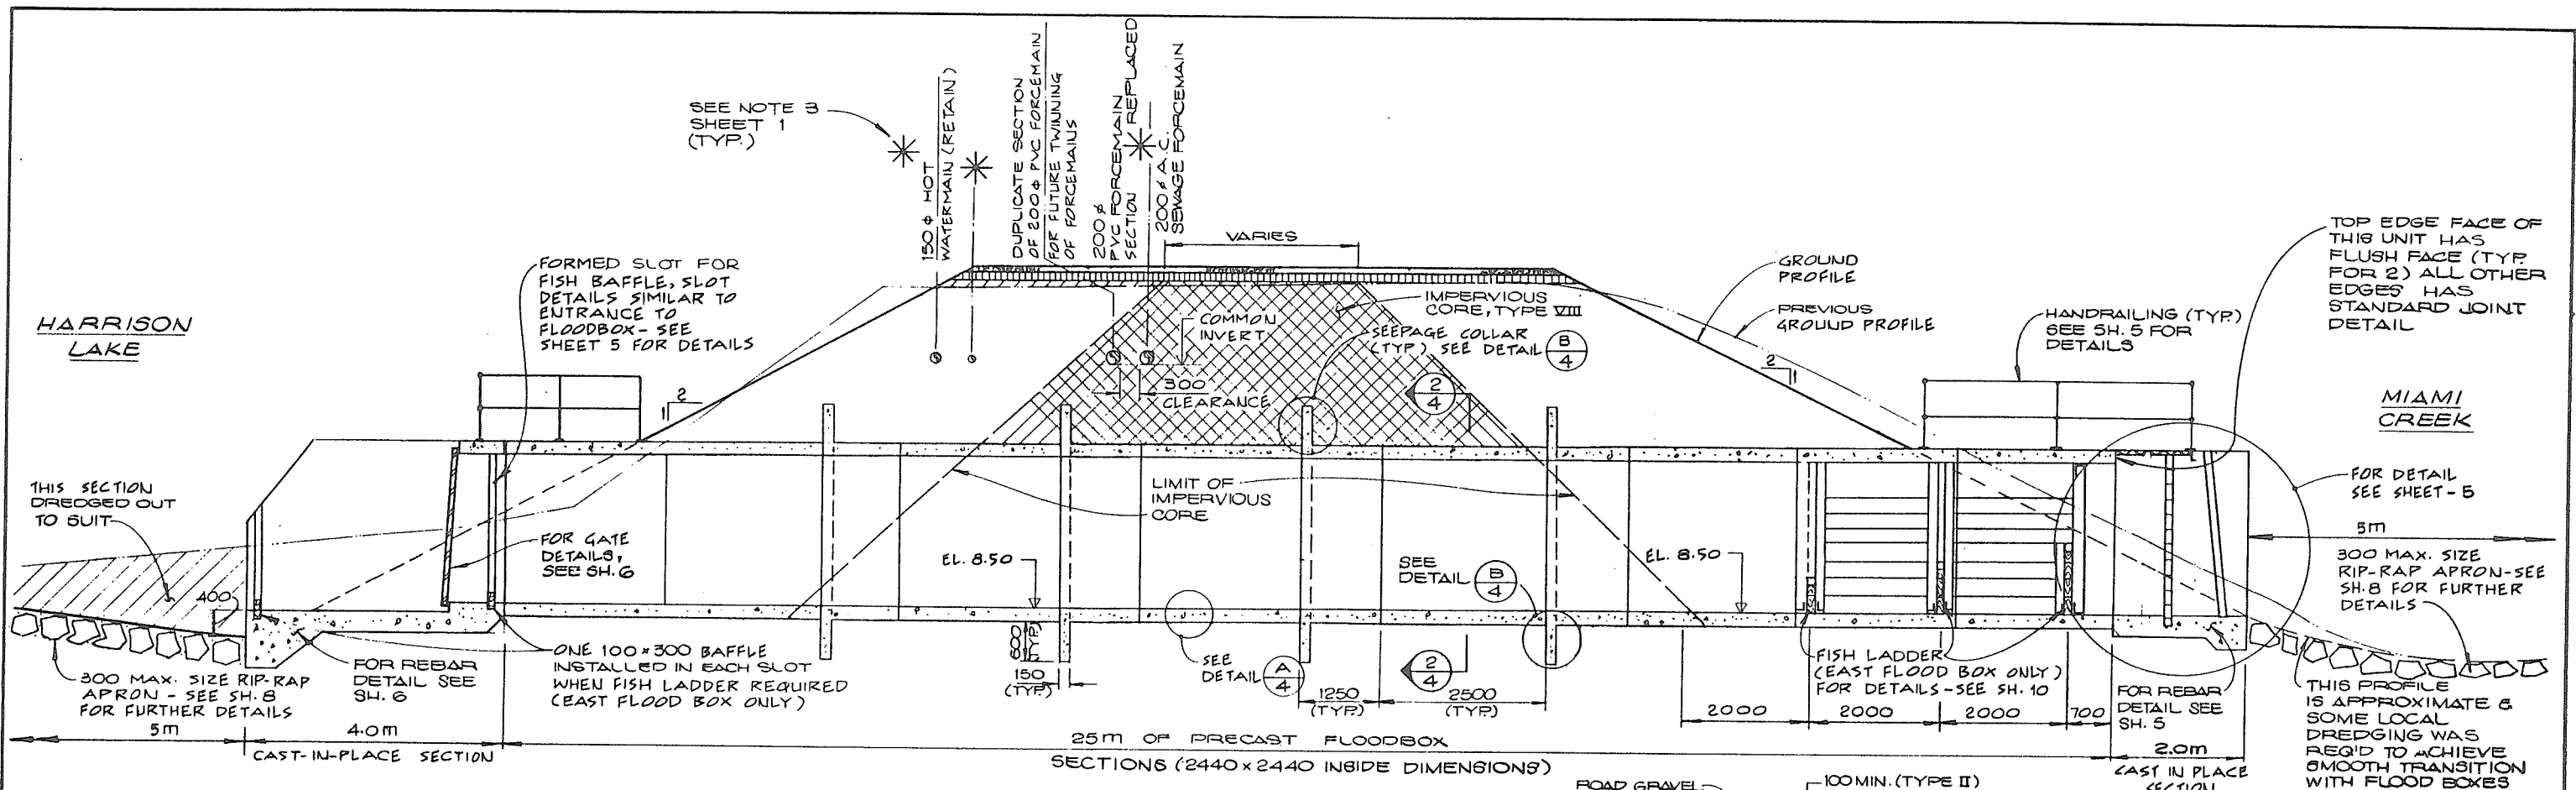 SEE NOTE 3
SHEET 1
(TYP.)
150 ϕ HOT
WATERMAIN (RETAIN)
DUPLICATE SECTION
OF 200 ϕ PVC FORCEMAIN
FOR FUTURE TWINNING
OF FORCEMAINS
200 ϕ
PVC FORCEMAIN
SECTION REPLACED
200 ϕ A.C.
SEWAGE FORCEMAIN
VARIES
HARRISON
LAKE
FORMED SLOT FOR
FISH BAFFLE, SLOT
DETAILS SIMILAR TO
ENTRANCE TO
FLOODBOX - SEE
SHEET 5 FOR DETAILS
COMMON
INVERT
IMPERVIOUS
CORE, TYPE VIII
SEEPAGE COLLAR
(TYP.) SEE DETAIL B/4
GROUND
PROFILE
PREVIOUS
GROUND PROFILE
HANDRAILING (TYP.)
SEE SH. 5 FOR
DETAILS
TOP EDGE FACE OF
THIS UNIT HAS
FLUSH FACE (TYP.
FOR 2) ALL OTHER
EDGES HAS
STANDARD JOINT
DETAIL
MIAMI
CREEK
300
CLEARANCE
2
4
2
1
2
1
THIS SECTION
DREDGED OUT
TO SUIT
LIMIT OF
IMPERVIOUS
CORE
FOR GATE
DETAILS,
SEE SH. 6
EL. 8.50
SEE
DETAIL B/4
EL. 8.50
FOR DETAIL
SEE SHEET - 5
5m
300 MAX. SIZE
RIP-RAP APRON - SEE
SH. 8 FOR FURTHER
DETAILS
400
300 MAX. SIZE RIP-RAP
APRON - SEE SH. 8
FOR FURTHER DETAILS
FOR REBAR
DETAIL SEE
SH. 6
ONE 100 × 300 BAFFLE
INSTALLED IN EACH SLOT
WHEN FISH LADDER REQUIRED
(EAST FLOOD BOX ONLY)
600
(TYP.)
150
(TYP.)
SEE
DETAIL A/4
2
4
1250
(TYP.)
2500
(TYP.)
FISH LADDER
(EAST FLOOD BOX ONLY)
FOR DETAILS - SEE SH. 10
2000
2000
2000
700
FOR REBAR
DETAIL SEE
SH. 5
THIS PROFILE
IS APPROXIMATE &
SOME LOCAL
DREDGING WAS
REQ'D TO ACHIEVE
SMOOTH TRANSITION
WITH FLOOD BOXES
5m
4.0m
CAST-IN-PLACE SECTION
25m OF PRECAST FLOODBOX
SECTIONS (2440 × 2440 INSIDE DIMENSIONS)
2.0m
CAST IN PLACE
SECTION
ROAD GRAVEL
100 MIN. (TYPE II)